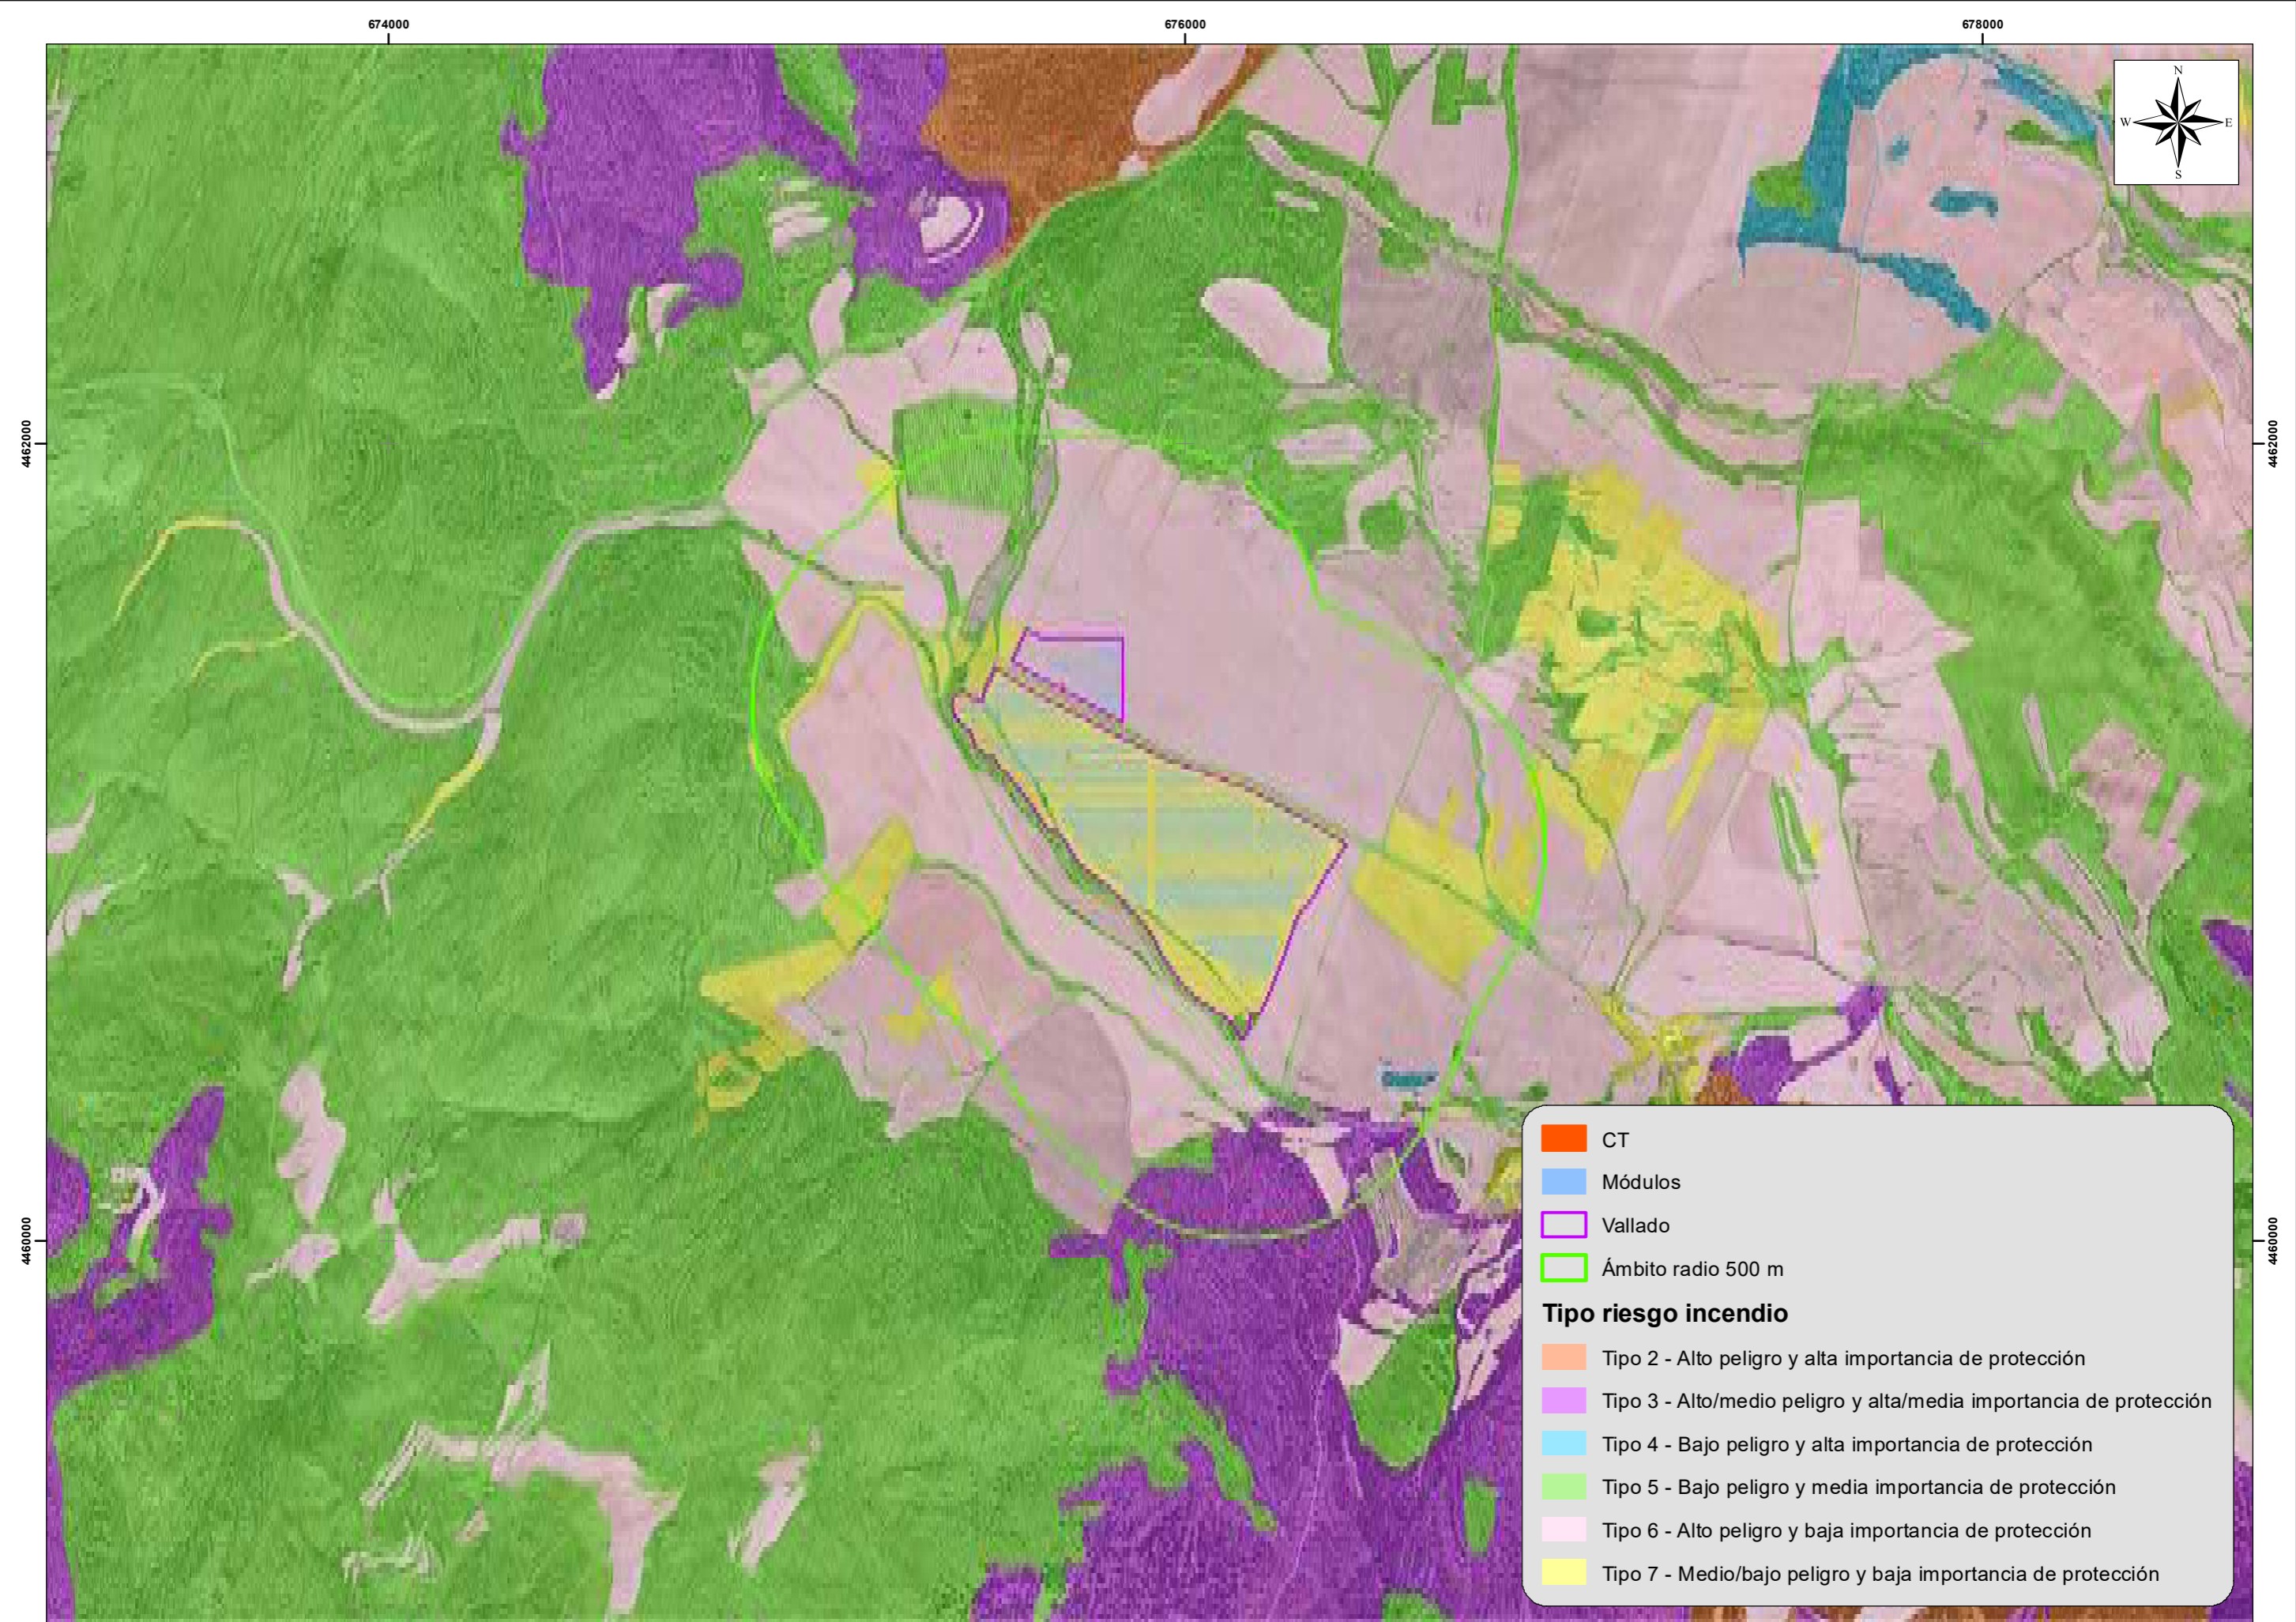 674000 676000 678000
N
W E
S
4462000 4462000
4460000 4460000
CT
Módulos
Vallado
Ámbito radio 500 m
Tipo riesgo incendio
Tipo 2 - Alto peligro y alta importancia de protección
Tipo 3 - Alto/medio peligro y alta/media importancia de protección
Tipo 4 - Bajo peligro y alta importancia de protección
Tipo 5 - Bajo peligro y media importancia de protección
Tipo 6 - Alto peligro y baja importancia de protección
Tipo 7 - Medio/bajo peligro y baja importancia de protección